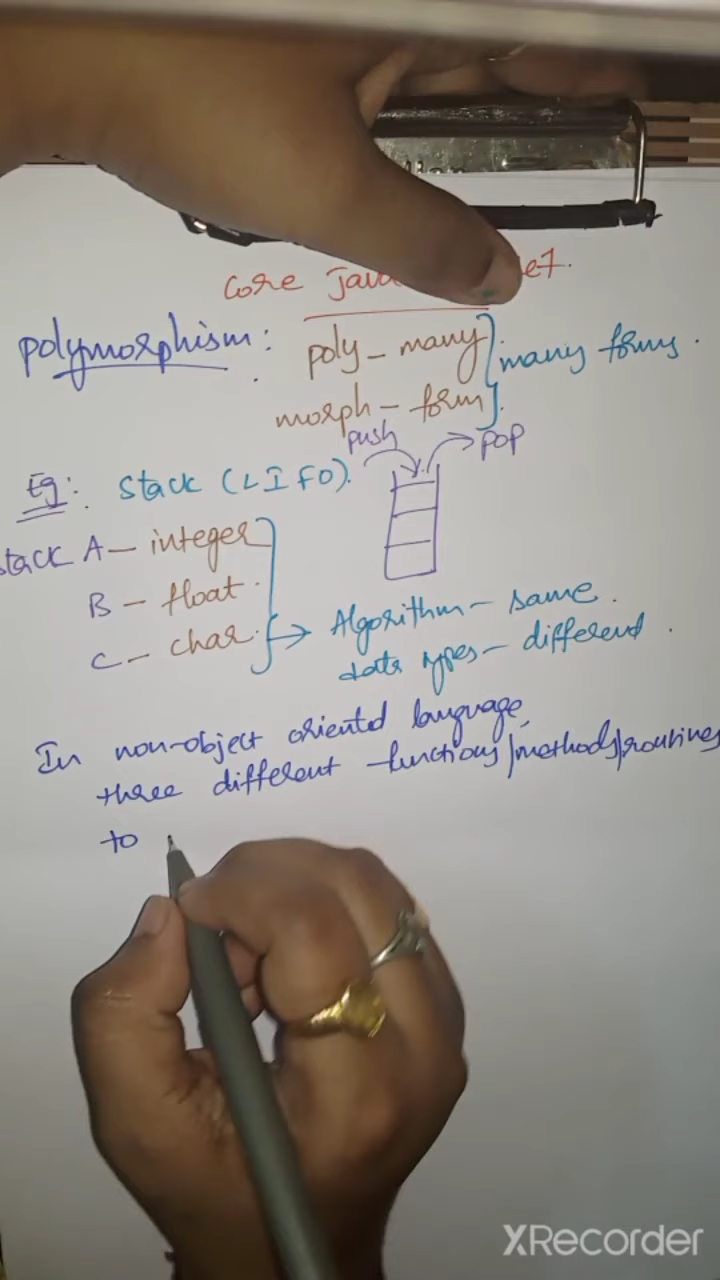 Core Java
polymorphism: poly - many } many forms.
morph - form
push pop
Eg: Stack (LIFO).
Stack A - integer
B - float
C - char → Algorithm - same.
data types - different.
In non-object oriented language,
three different functions/methods/routines
to
XRecorder